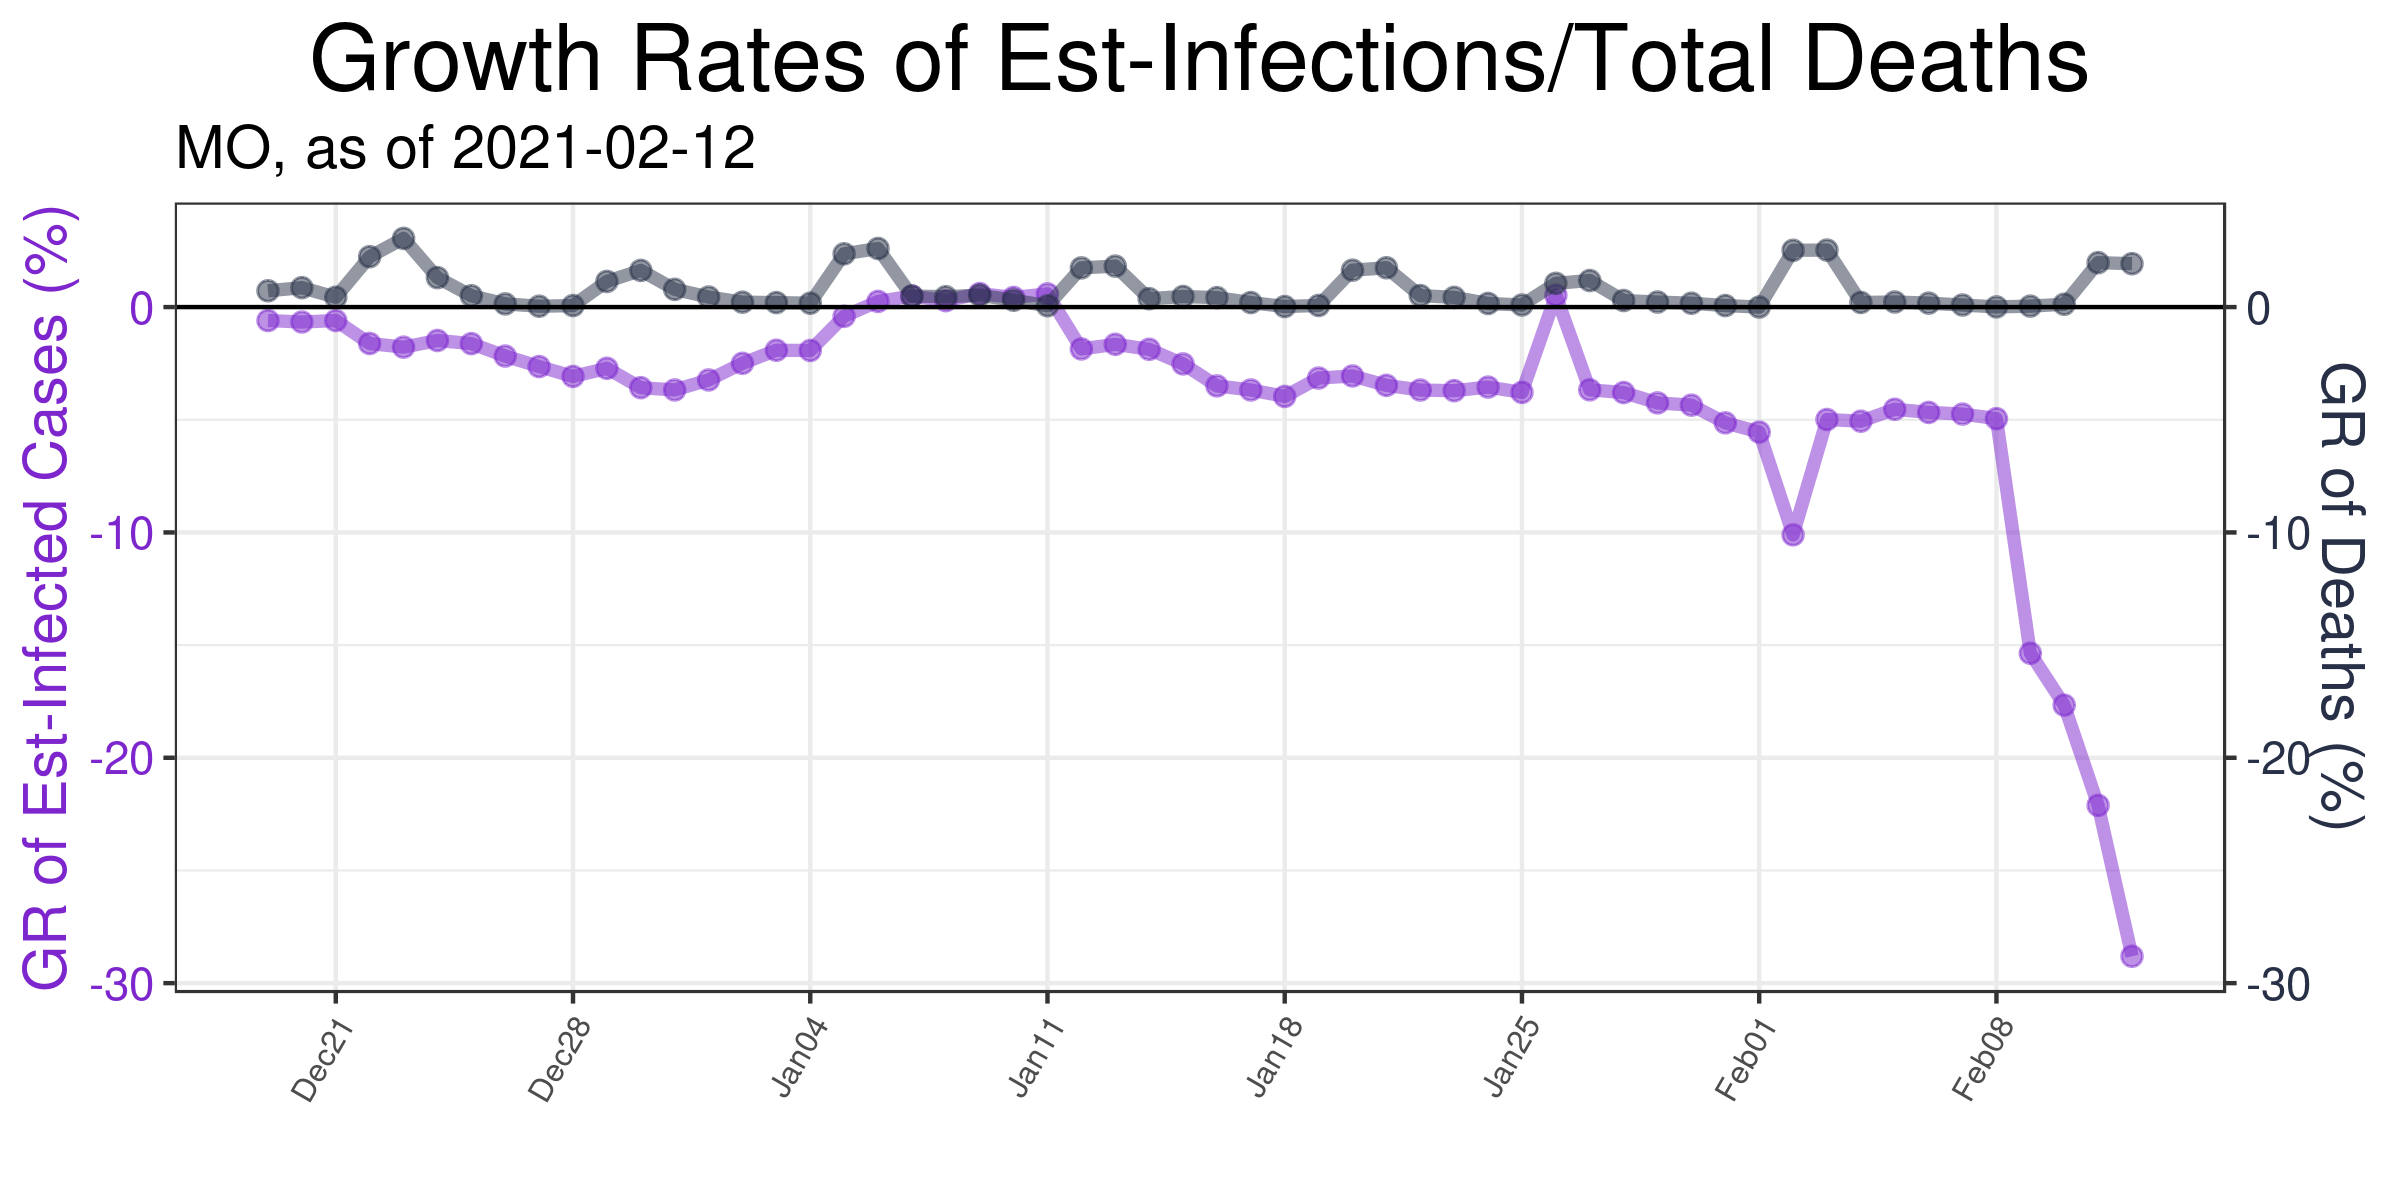 Growth Rates of Est-Infections/Total Deaths
MO, as of 2021-02-12
GR of Est-Infected Cases (%)
0
-10
-20
-30
0
-10
-20
-30
GR of Deaths (%)
Dec21
Dec28
Jan04
Jan11
Jan18
Jan25
Feb01
Feb08